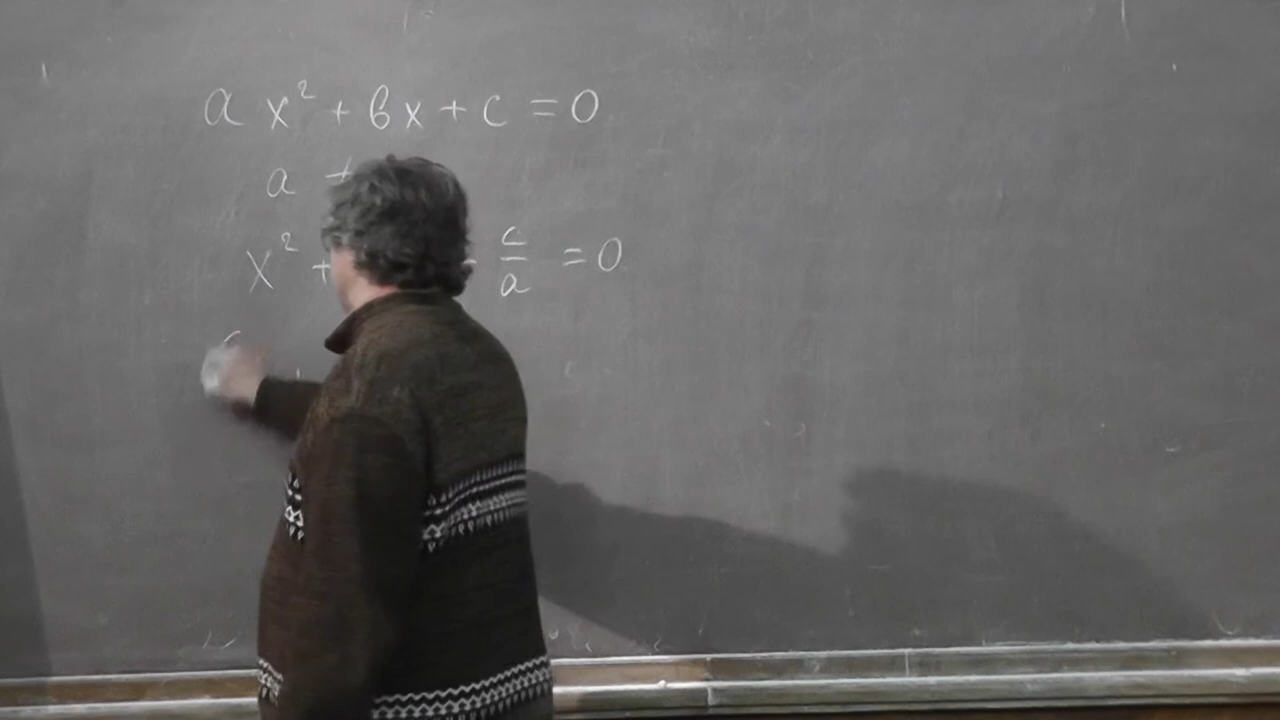 a x² + bx + c = 0
a
x² + c/a = 0